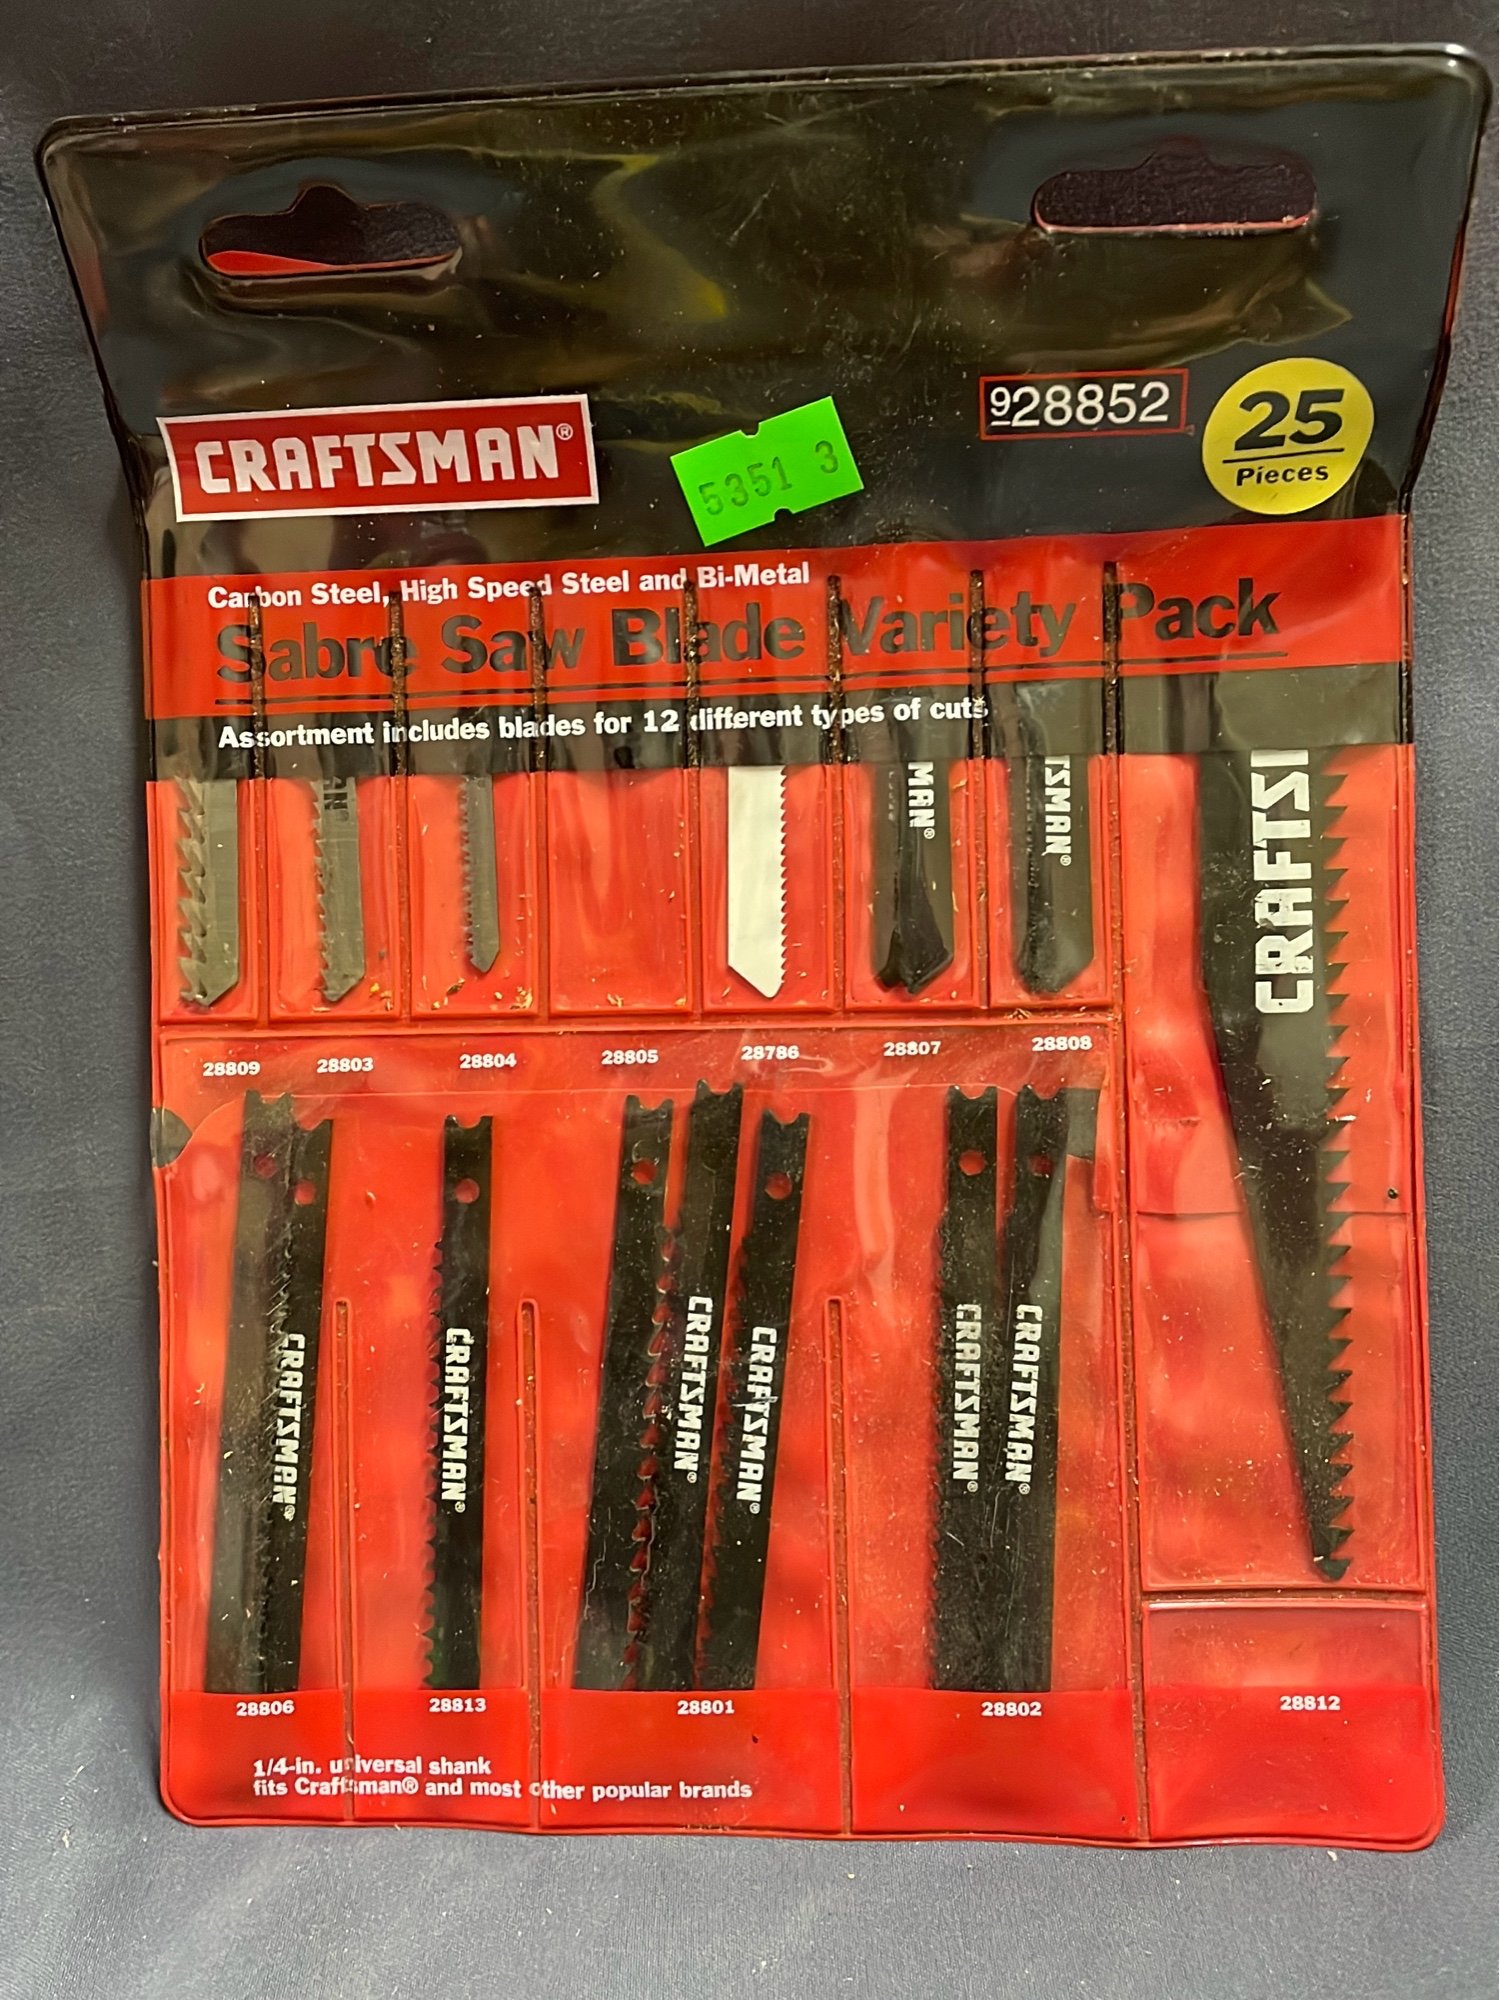 CRAFTSMAN®
5351 3
928852
25
Pieces
Carbon Steel, High Speed Steel and Bi-Metal
Sabre Saw Blade Variety Pack
Assortment includes blades for 12 different types of cuts
AN®
MAN®
TSMAN®
CRAFTS
28809
28803
28804
28805
28786
28807
28808
CRAFTSMAN®
CRAFTSMAN®
CRAFTSMAN®
CRAFTSMAN®
CRAFTSMAN®
CRAFTSMAN®
28806
28813
28801
28802
28812
1/4-in. universal shank
fits Craftsman® and most other popular brands